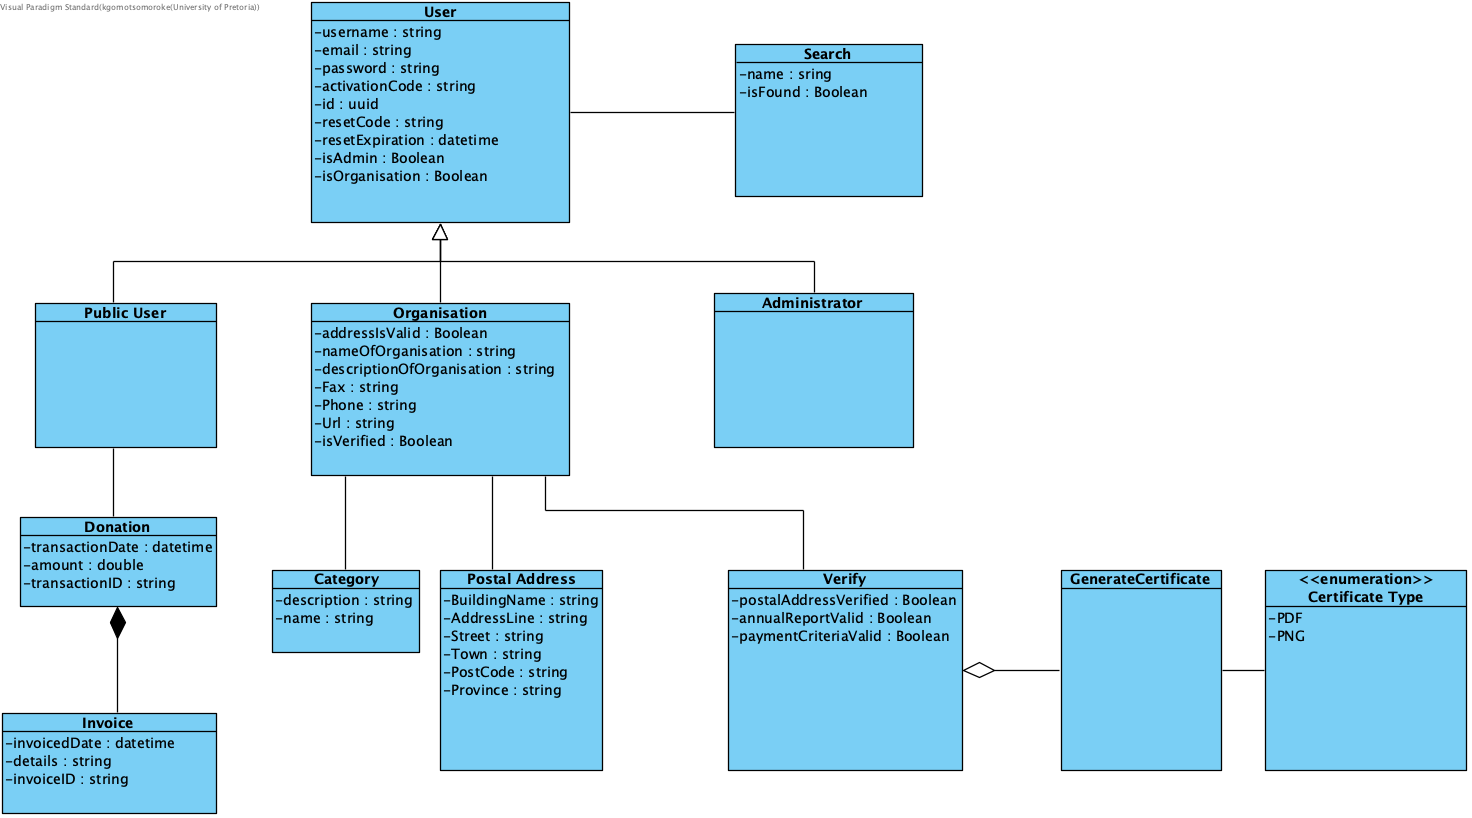 Visual Paradigm Standard(kgomotsomoroke(University of Pretoria))
User
-username : string
-email : string
-password : string
-activationCode : string
-id : uuid
-resetCode : string
-resetExpiration : datetime
-isAdmin : Boolean
-isOrganisation : Boolean
Search
-name : sring
-isFound : Boolean
Public User
Organisation
-addressIsValid : Boolean
-nameOfOrganisation : string
-descriptionOfOrganisation : string
-Fax : string
-Phone : string
-Url : string
-isVerified : Boolean
Administrator
Donation
-transactionDate : datetime
-amount : double
-transactionID : string
Category
-description : string
-name : string
Postal Address
-BuildingName : string
-AddressLine : string
-Street : string
-Town : string
-PostCode : string
-Province : string
Verify
-postalAddressVerified : Boolean
-annualReportValid : Boolean
-paymentCriteriaValid : Boolean
GenerateCertificate
<<enumeration>>
Certificate Type
-PDF
-PNG
Invoice
-invoicedDate : datetime
-details : string
-invoiceID : string